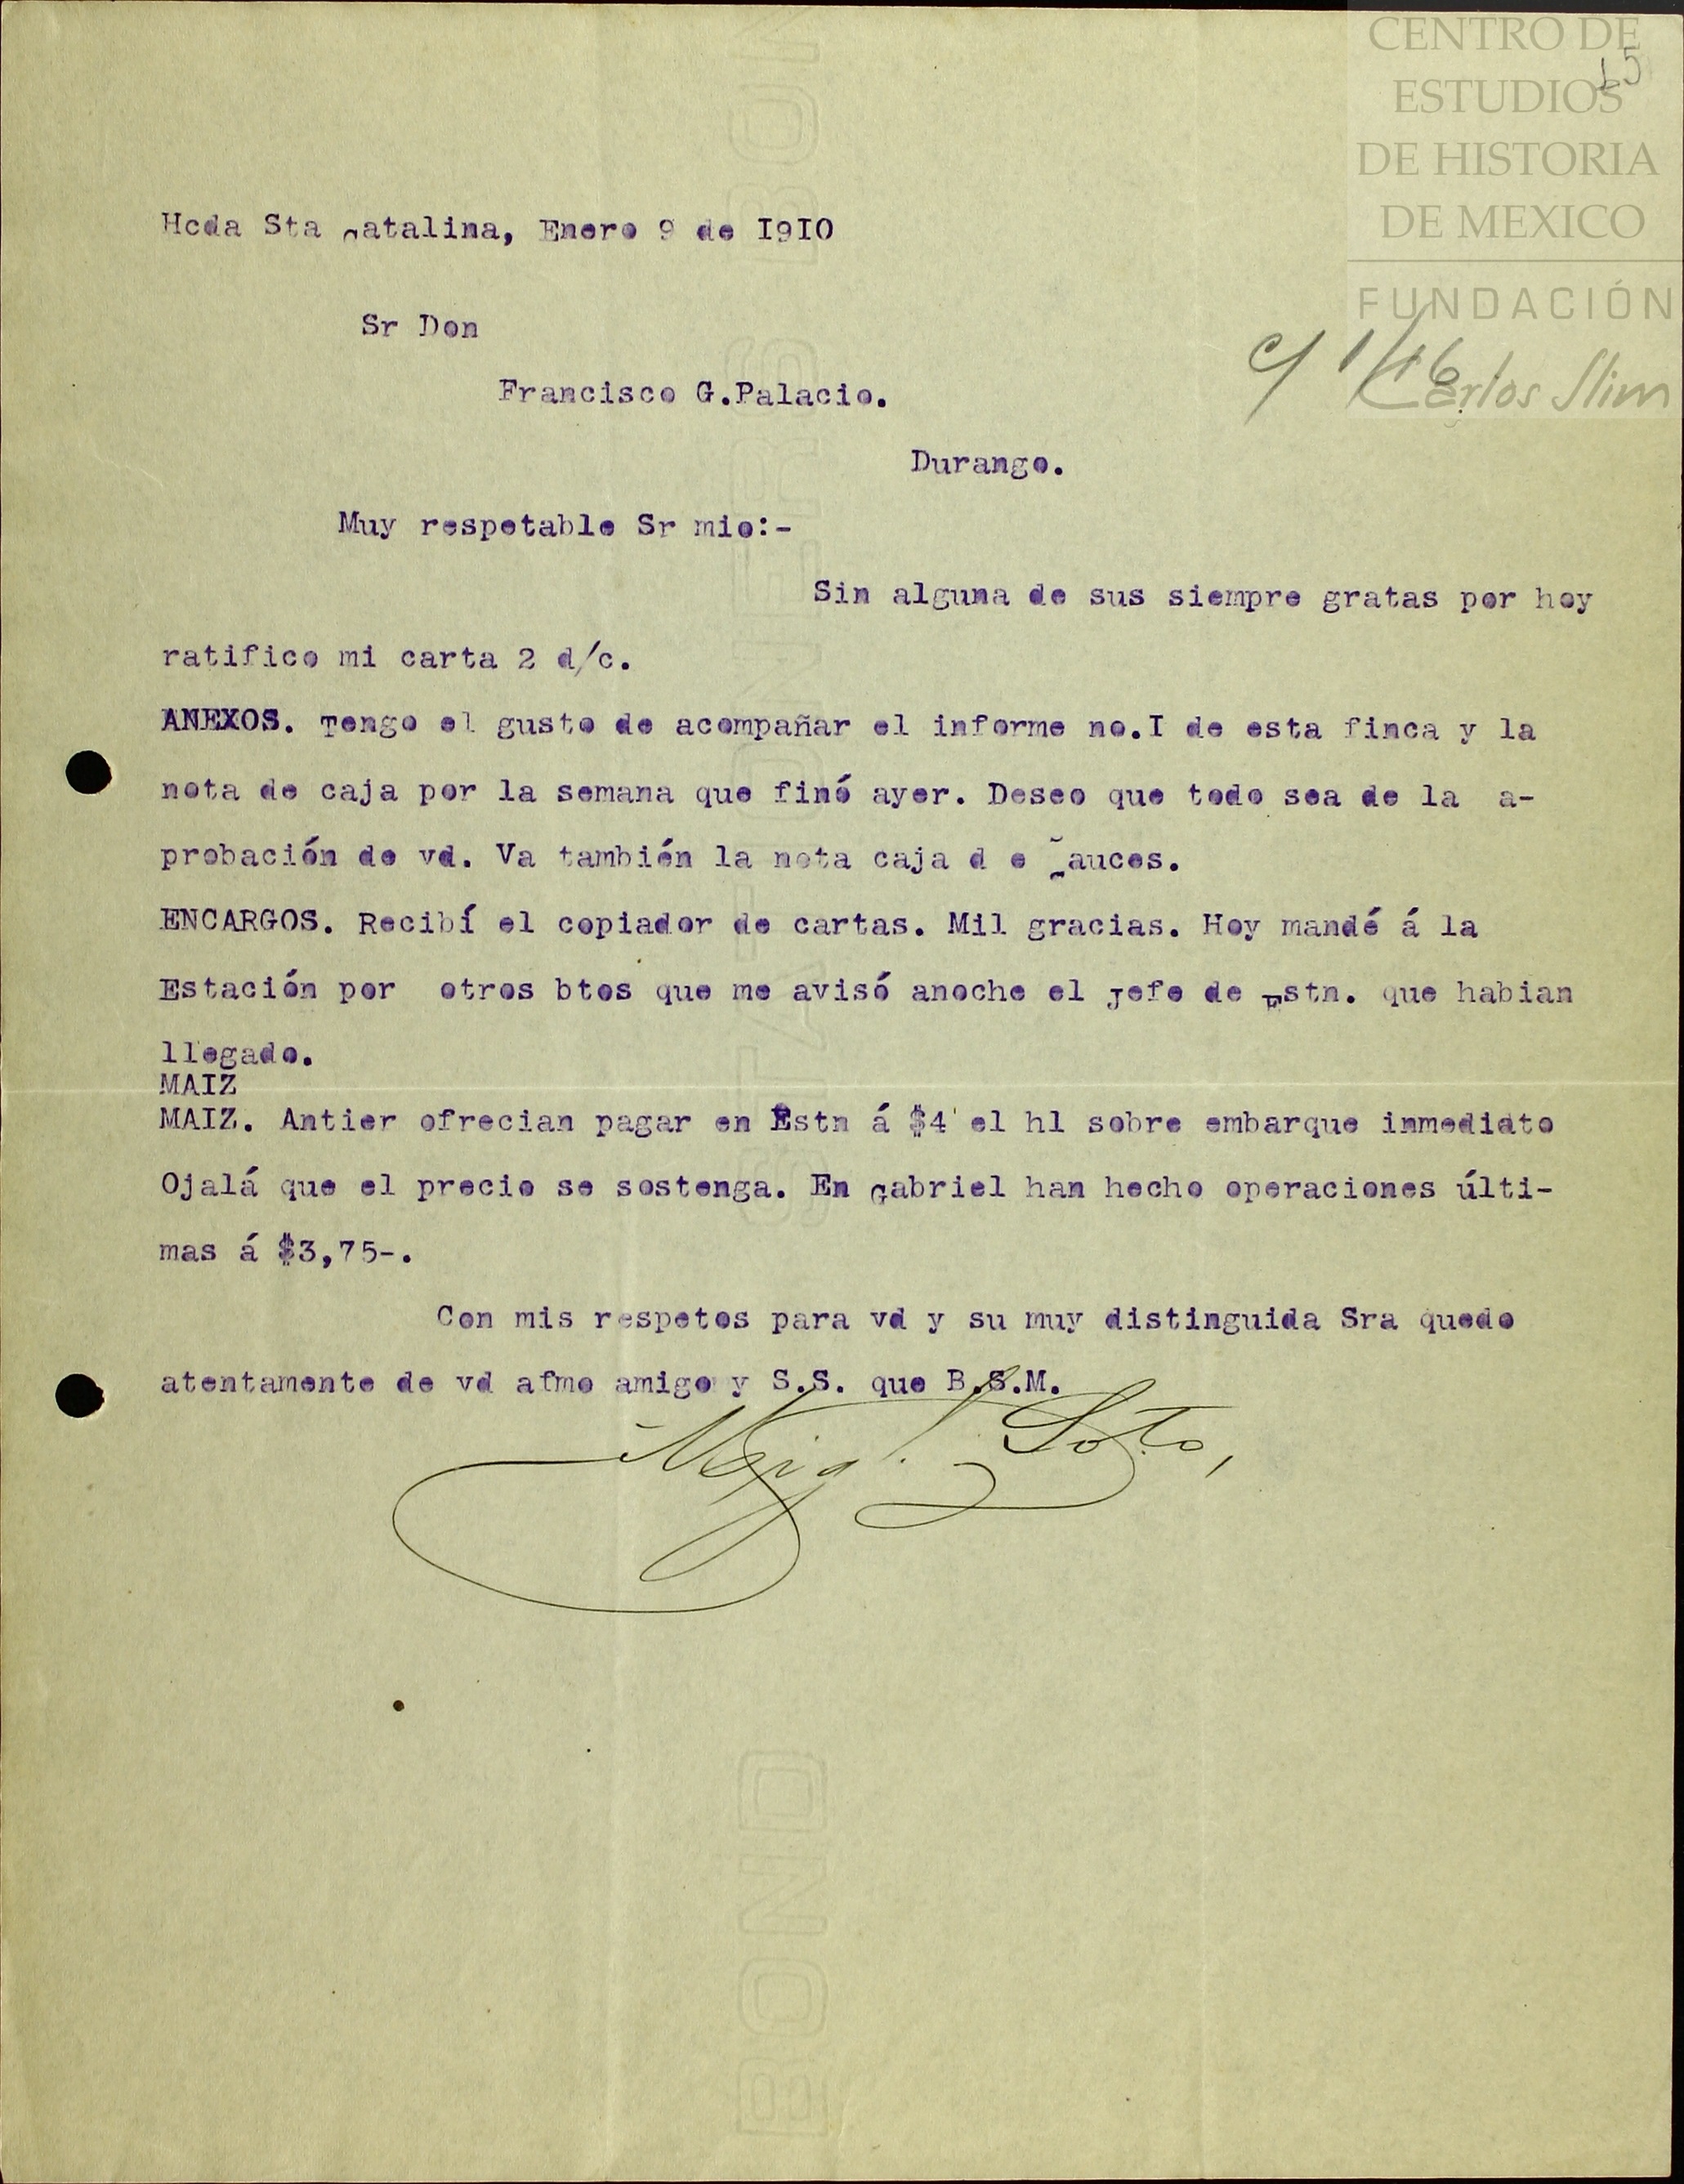 CENTRO DE
ESTUDIOS
DE HISTORIA
DE MEXICO
FUNDACIÓN
Carlos Slim
15
c/ 1/16
Hcda Sta Catalina, Enero 9 de I9I0
Sr Don
Francisco G.Palacio.
Durango.
Muy respetable Sr mio:-
Sin alguna de sus siempre gratas por hoy
ratifico mi carta 2 d/c.
ANEXOS. Tengo el gusto de acompañar el informe no.I de esta finca y la
nota de caja por la semana que finó ayer. Deseo que todo sea de la  a-
probación de vd. Va también la nota caja d e Sauces.
ENCARGOS. Recibí el copiador de cartas. Mil gracias. Hoy mandé á la
Estación por  otros btos que me avisó anoche el Jefe de Estn. que habian
llegado.
MAIZ
MAIZ. Antier ofrecian pagar en Estn á $4 el hl sobre embarque inmediato
Ojalá que el precio se sostenga. En Gabriel han hecho operaciones últi-
mas á $3,75-.
Con mis respetos para vd y su muy distinguida Sra quedo
atentamente de vd afmo amigo y S.S. que B.S.M.
Migl. Soto,
BOND